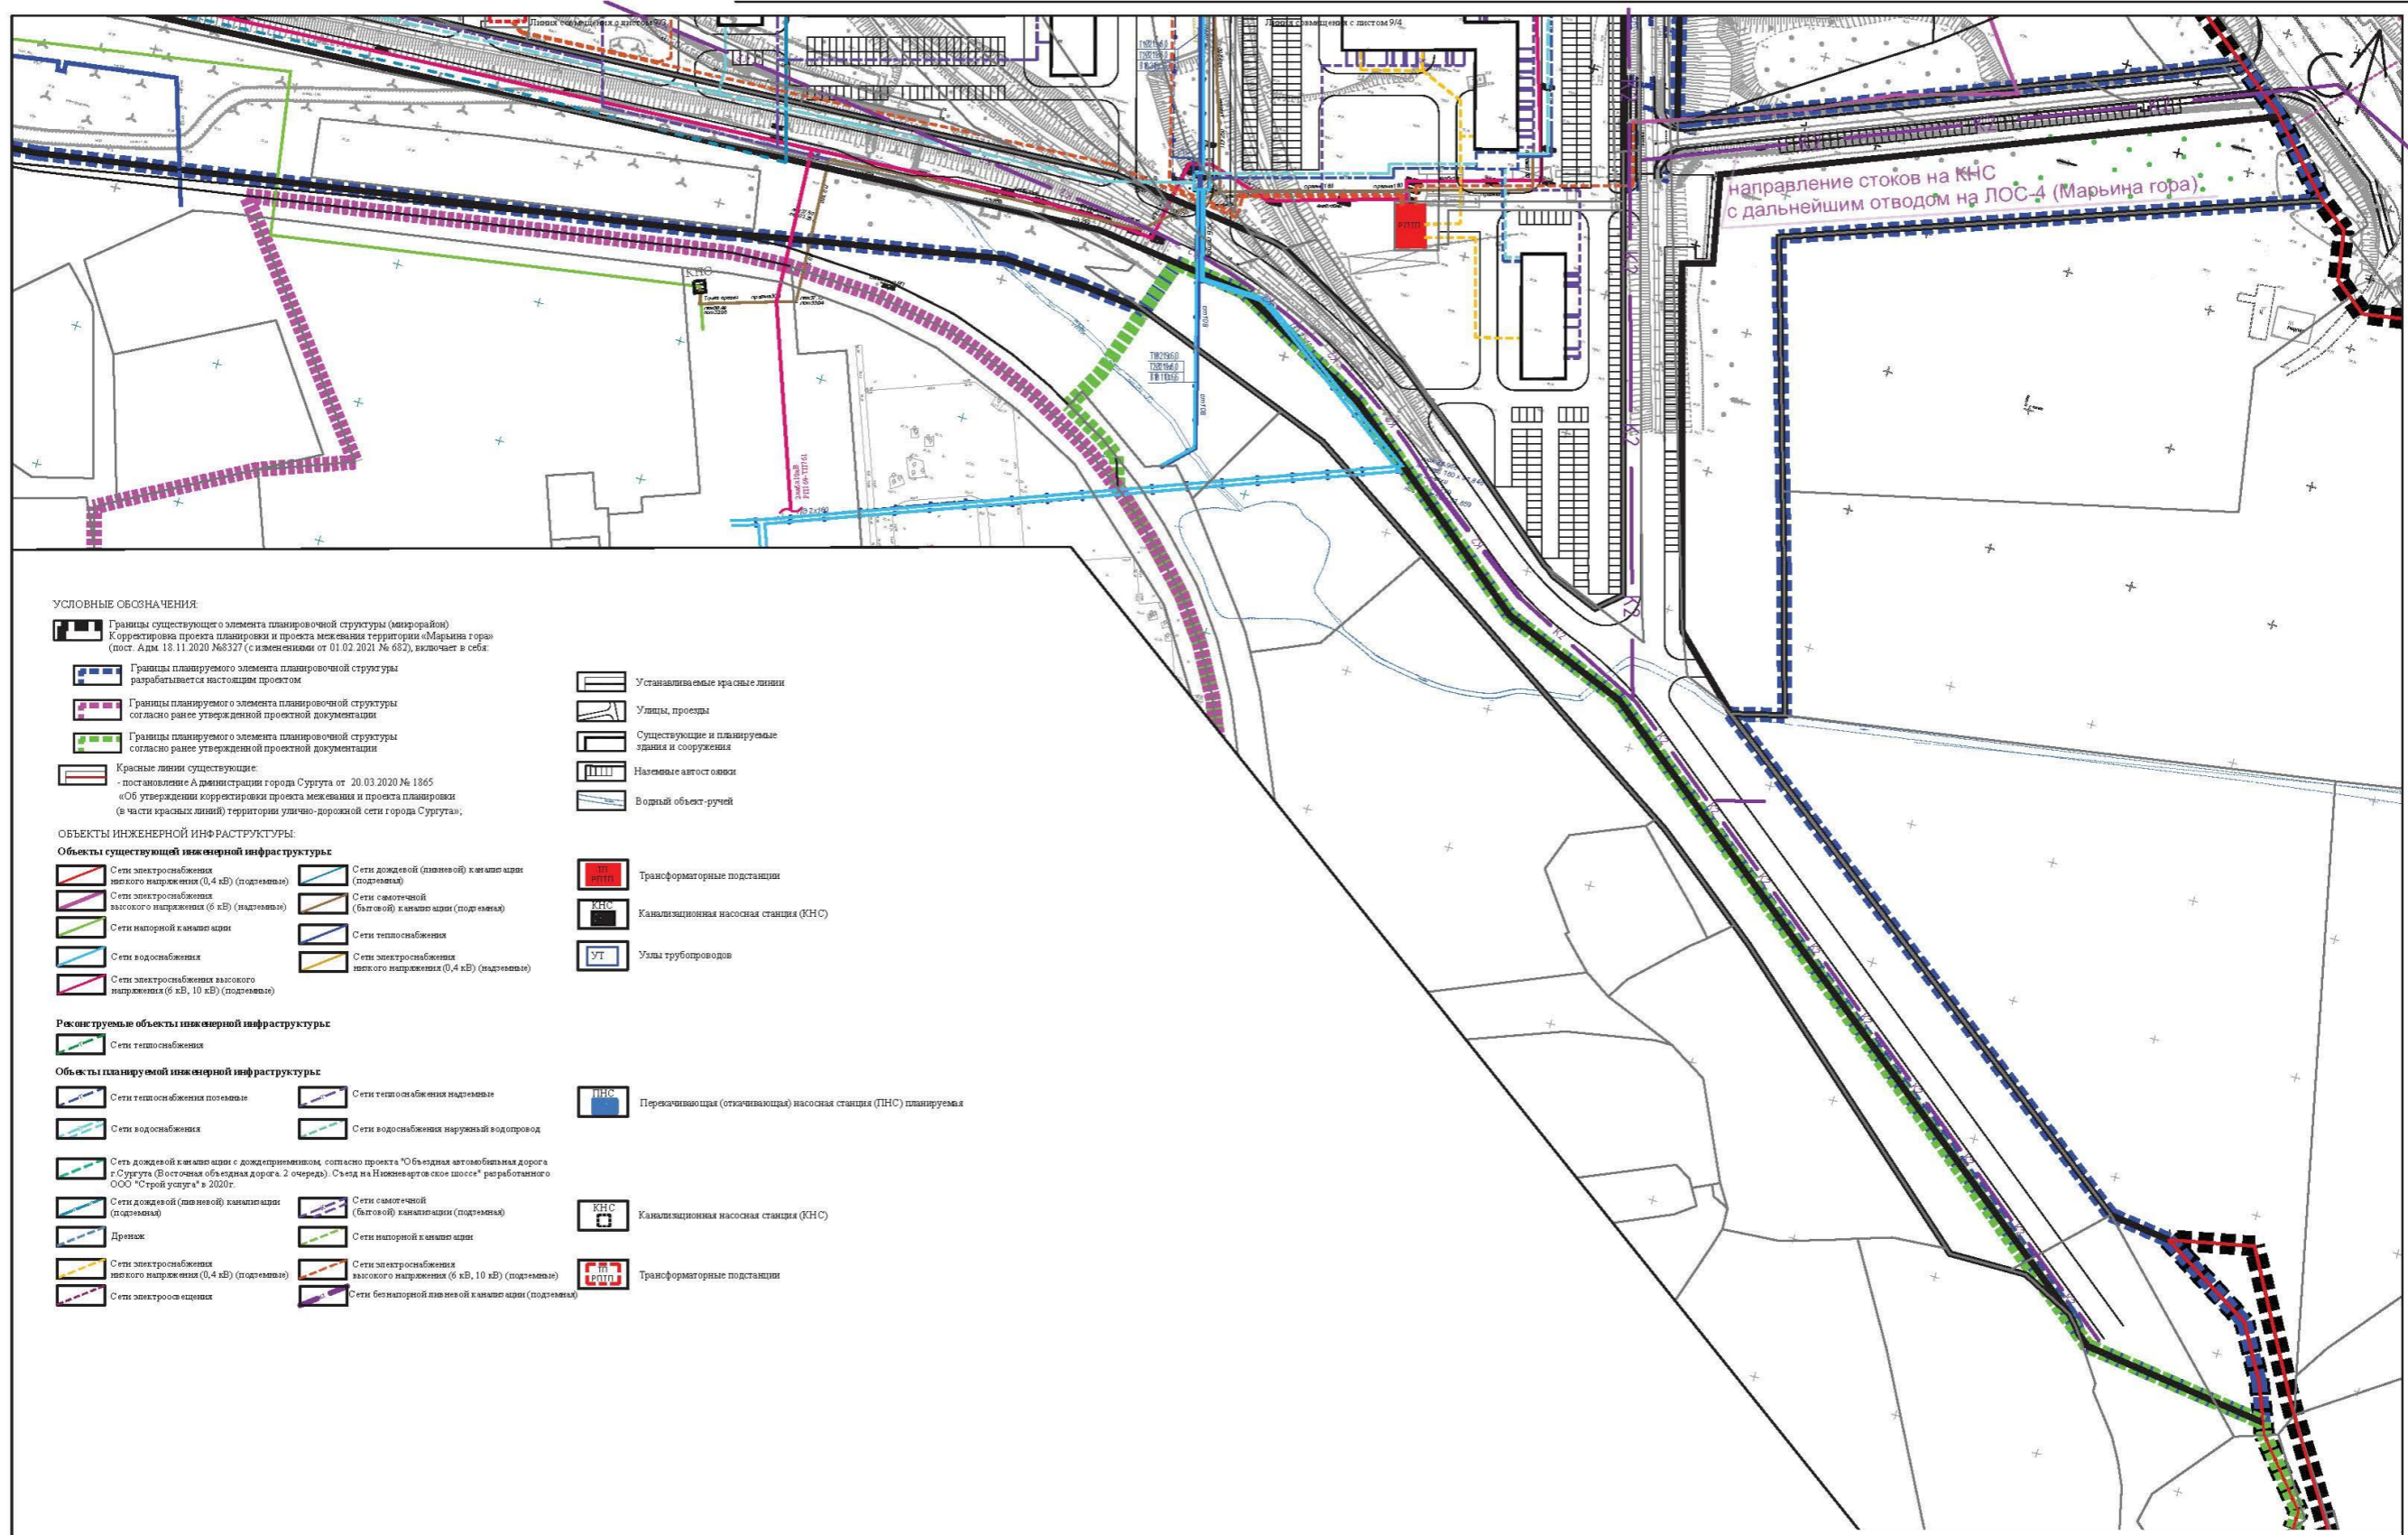 Линия совмещения с листом 9/3
Линия совмещения с листом 9/4
направление стоков на КНС
с дальнейшим отводом на ЛОС-4 (Марьина гора)
С
РПТП
КНС
К2
К2
К2
К2
К2
К2
УСЛОВНЫЕ ОБОЗНАЧЕНИЯ:
Границы существующего элемента планировочной структуры (микрорайон)
Корректировка проекта планировки и проекта межевания территории «Марьина гора»
(пост. Адм. 18.11.2020 №8327 (с изменениями от 01.02.2021 № 682), включает в себя:
Границы планируемого элемента планировочной структуры
разрабатывается настоящим проектом
Границы планируемого элемента планировочной структуры
согласно ранее утвержденной проектной документации
Границы планируемого элемента планировочной структуры
согласно ранее утвержденной проектной документации
Красные линии существующие:
- постановление Администрации города Сургута от 20.03.2020 № 1865
«Об утверждении корректировки проекта межевания и проекта планировки
(в части красных линий) территории улично-дорожной сети города Сургута»;
Устанавливаемые красные линии
Улицы, проезды
Существующие и планируемые
здания и сооружения
Наземные автостоянки
Водный объект-ручей
ОБЪЕКТЫ ИНЖЕНЕРНОЙ ИНФРАСТРУКТУРЫ:
Объекты существующей инженерной инфраструктуры:
Сети электроснабжения
низкого напряжения (0,4 кВ) (подземные)
Сети электроснабжения
высокого напряжения (6 кВ) (надземные)
Сети напорной канализации
Сети водоснабжения
Сети электроснабжения высокого
напряжения (6 кВ, 10 кВ) (подземные)
Сети дождевой (ливневой) канализации
(подземная)
Сети самотечной
(бытовой) канализации (подземная)
Сети теплоснабжения
Сети электроснабжения
низкого напряжения (0,4 кВ) (надземные)
ТП
РПТП
Трансформаторные подстанции
КНС
Канализационная насосная станция (КНС)
УТ
Узлы трубопроводов
Реконструемые объекты инженерной инфраструктуры:
Сети теплоснабжения
Объекты планируемой инженерной инфраструктуры:
Сети теплоснабжения поземные
Сети теплоснабжения надземные
ПНС
Перекачивающая (откачивающая) насосная станция (ПНС) планируемая
Сети водоснабжения
Сети водоснабжения наружный водопровод
Сеть дождевой канализации с дождеприемником, согласно проекта "Объездная автомобильная дорога
г.Сургута (Восточная объездная дорога. 2 очередь). Съезд на Нижневартовское шоссе" разработанного
ООО "Строй услуга" в 2020г.
Сети дождевой (ливневой) канализации
(подземная)
Сети самотечной
(бытовой) канализации (подземная)
КНС
Канализационная насосная станция (КНС)
Дренаж
Сети напорной канализации
Сети электроснабжения
низкого напряжения (0,4 кВ) (подземные)
Сети электроснабжения
высокого напряжения (6 кВ, 10 кВ) (подземные)
ТП
РПТП
Трансформаторные подстанции
Сети электроосвещения
Сети безнапорной ливневой канализации (подземная)